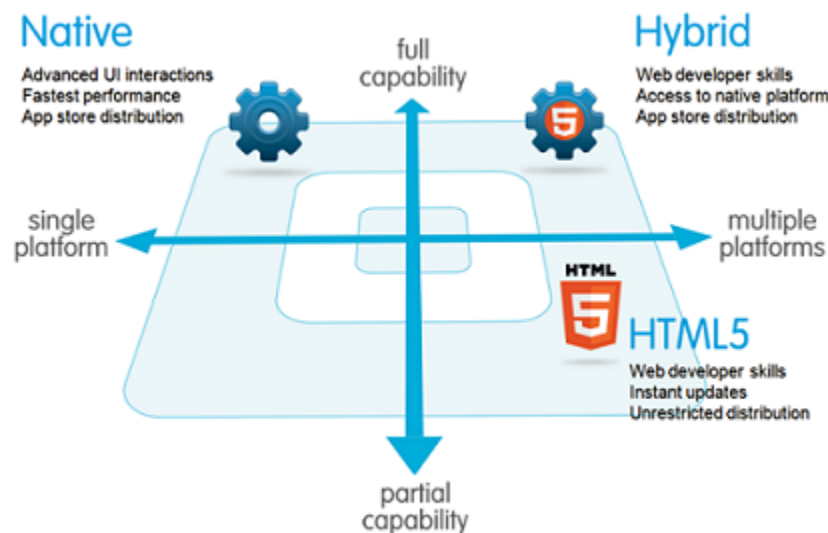 Native
Advanced UI interactions
Fastest performance
App store distribution
full
capability
Hybrid
Web developer skills
Access to native platform
App store distribution
5
single
platform
multiple
platforms
HTML
5
HTML5
Web developer skills
Instant updates
Unrestricted distribution
partial
capability